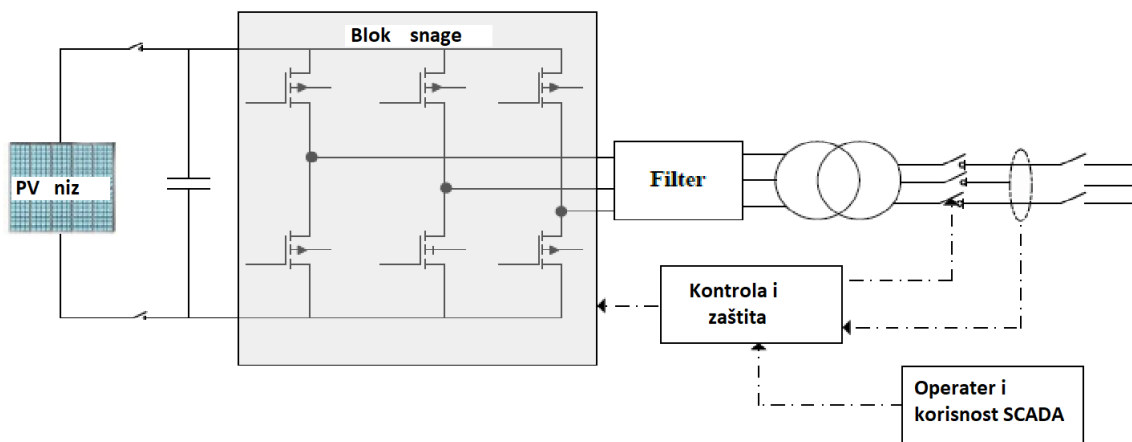 Blok snage
PV niz
Filter
Kontrola i
zaštita
Operater i
korisnost SCADA